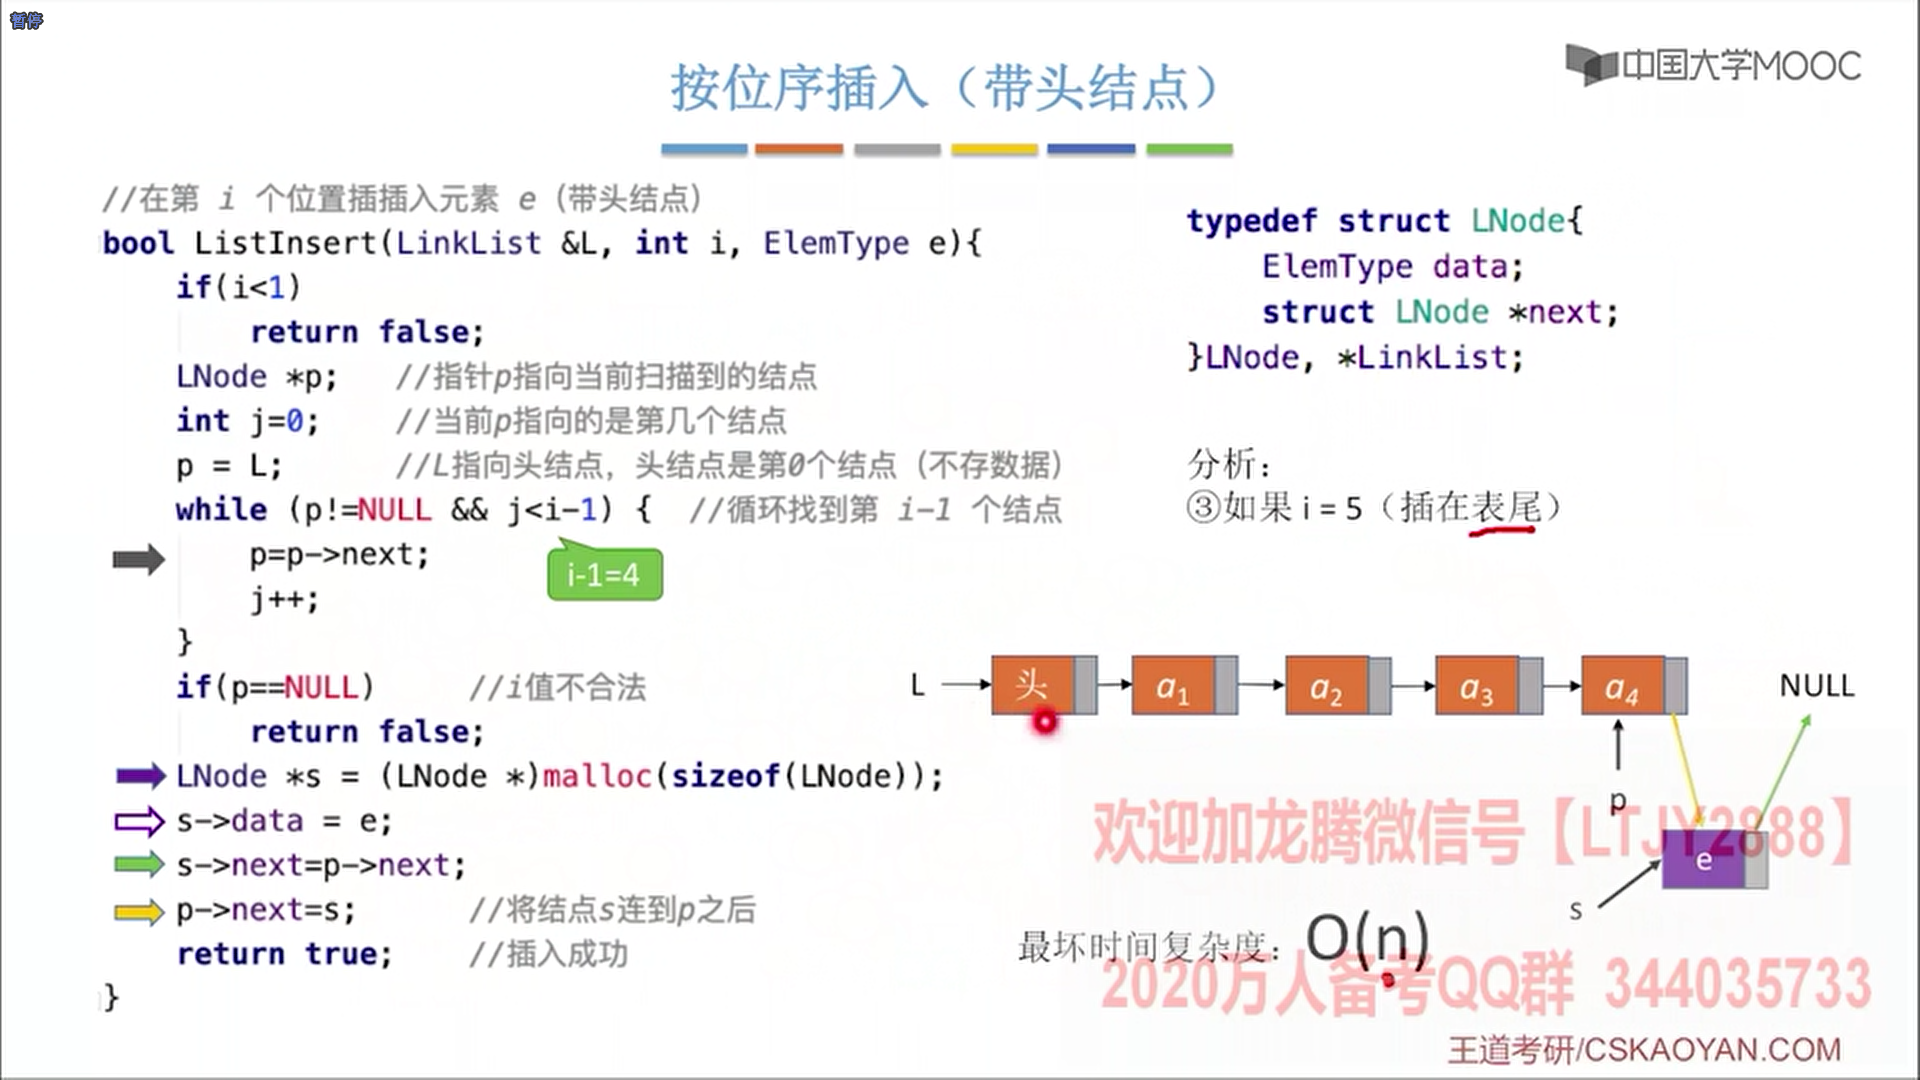 暂停
中国大学MOOC
按位序插入（带头结点）
//在第 i 个位置插插入元素 e（带头结点）
bool ListInsert(LinkList &L, int i, ElemType e){
if(i<1)
return false;
LNode *p; //指针p指向当前扫描到的结点
int j=0; //当前p指向的是第几个结点
p = L; //L指向头结点，头结点是第0个结点（不存数据）
while (p!=NULL && j<i-1) { //循环找到第 i-1 个结点
p=p->next;
i-1=4
j++;
}
if(p==NULL) //i值不合法
return false;
LNode *s = (LNode *)malloc(sizeof(LNode));
s->data = e;
s->next=p->next;
p->next=s; //将结点s连到p之后
return true; //插入成功
}
typedef struct LNode{
ElemType data;
struct LNode *next;
}LNode, *LinkList;
分析：
③如果 i = 5（插在表尾）
L 头 a1 a2 a3 a4 NULL
p
e
s
欢迎加龙腾微信号【LTJY2888】
最坏时间复杂度：O(n)
2020万人备考QQ群 344035733
王道考研/CSKAOYAN.COM